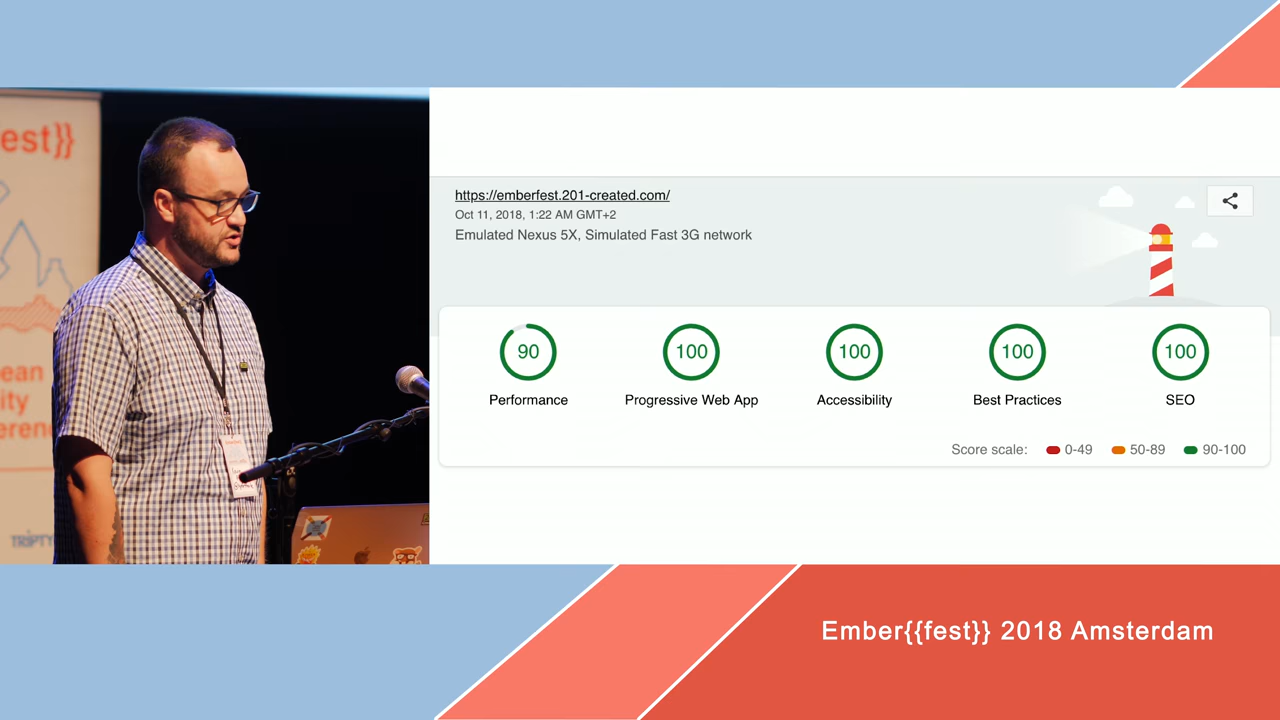 est}}
ean
ity
erenc
TRIPTY
https://emberfest.201-created.com/
Oct 11, 2018, 1:22 AM GMT+2
Emulated Nexus 5X, Simulated Fast 3G network
90 100 100 100 100
Performance Progressive Web App Accessibility Best Practices SEO
Score scale: 0-49 50-89 90-100
Ember{{fest}} 2018 Amsterdam